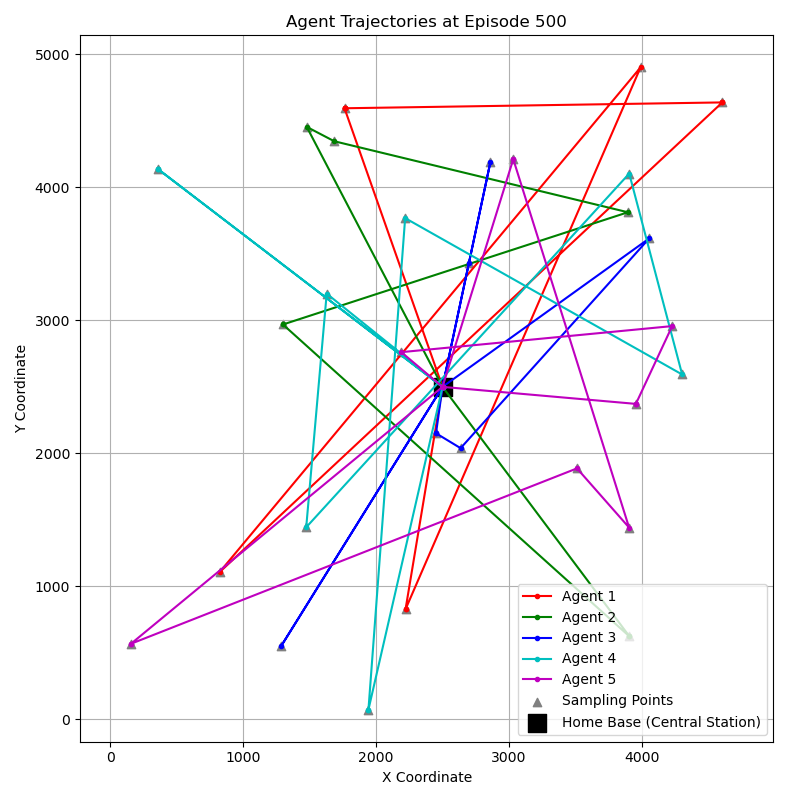 Agent Trajectories at Episode 500
Y Coordinate
5000
4000
3000
2000
1000
0
0 1000 2000 3000 4000
X Coordinate
Agent 1
Agent 2
Agent 3
Agent 4
Agent 5
Sampling Points
Home Base (Central Station)